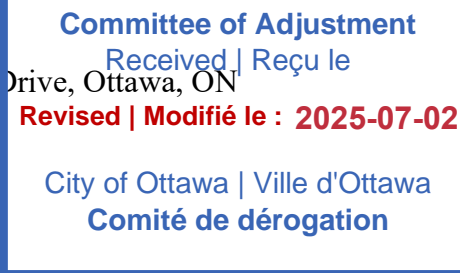 Committee of Adjustment
Received | Reçu le
Drive, Ottawa, ON
Revised | Modifié le : 2025-07-02
City of Ottawa | Ville d'Ottawa
Comité de dérogation